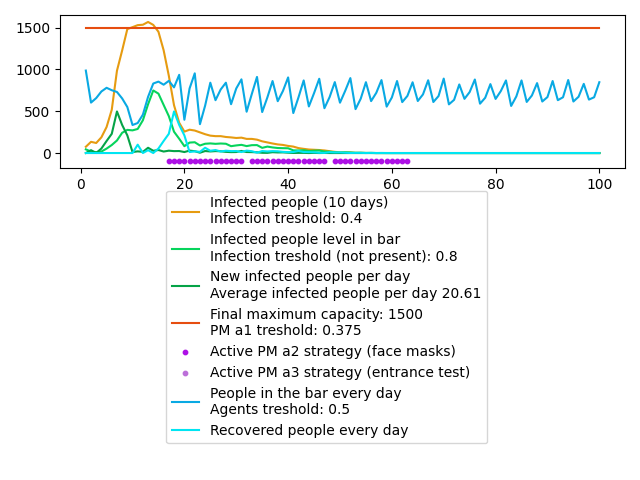 1500
1000
500
0
0
20
40
60
80
100
Infected people (10 days)
Infection treshold: 0.4
Infected people level in bar
Infection treshold (not present): 0.8
New infected people per day
Average infected people per day 20.61
Final maximum capacity: 1500
PM a1 treshold: 0.375
Active PM a2 strategy (face masks)
Active PM a3 strategy (entrance test)
People in the bar every day
Agents treshold: 0.5
Recovered people every day